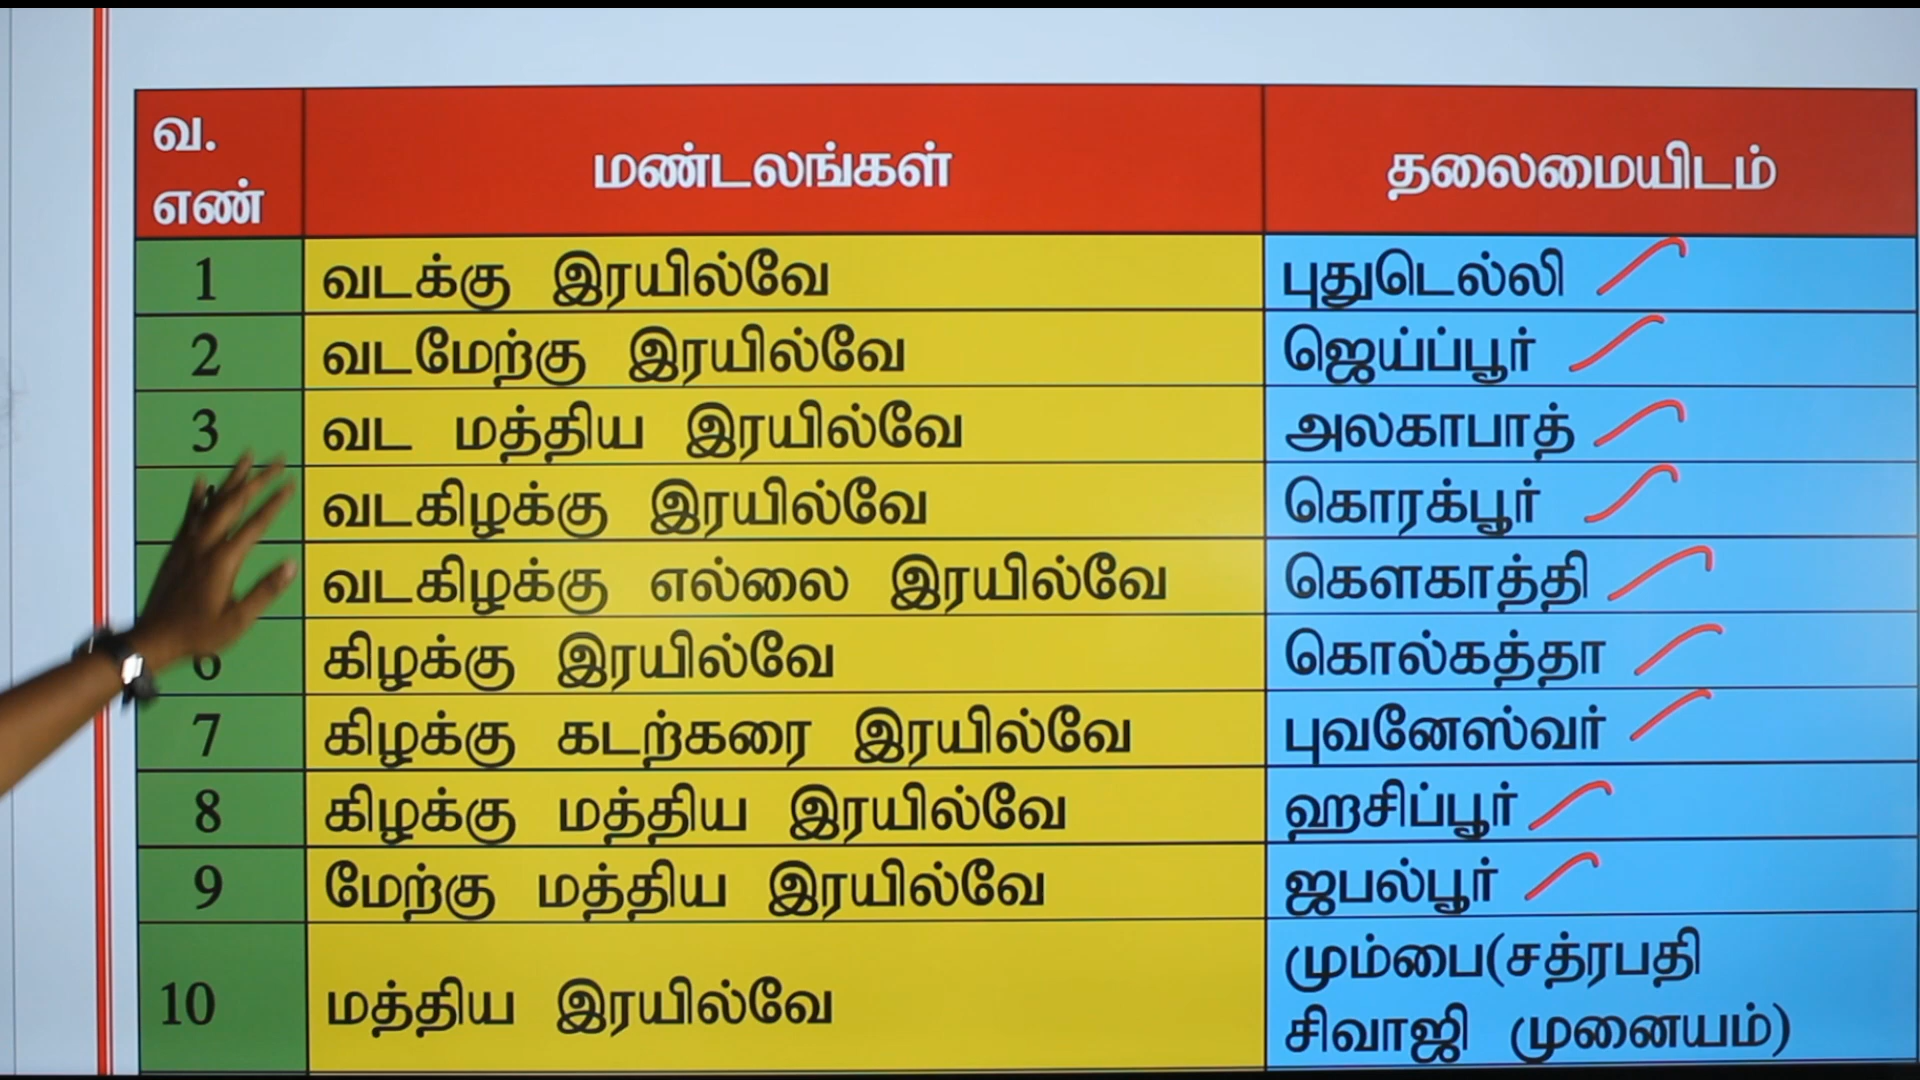 வ. எண் மண்டலங்கள் தலைமையிடம்
1 வடக்கு இரயில்வே புதுடெல்லி
2 வடமேற்கு இரயில்வே ஜெய்ப்பூர்
3 வட மத்திய இரயில்வே அலகாபாத்
வடகிழக்கு இரயில்வே கொரக்பூர்
வடகிழக்கு எல்லை இரயில்வே கௌகாத்தி
6 கிழக்கு இரயில்வே கொல்கத்தா
7 கிழக்கு கடற்கரை இரயில்வே புவனேஸ்வர்
8 கிழக்கு மத்திய இரயில்வே ஹசிப்பூர்
9 மேற்கு மத்திய இரயில்வே ஜபல்பூர்
10 மத்திய இரயில்வே மும்பை(சத்ரபதி
சிவாஜி முனையம்)